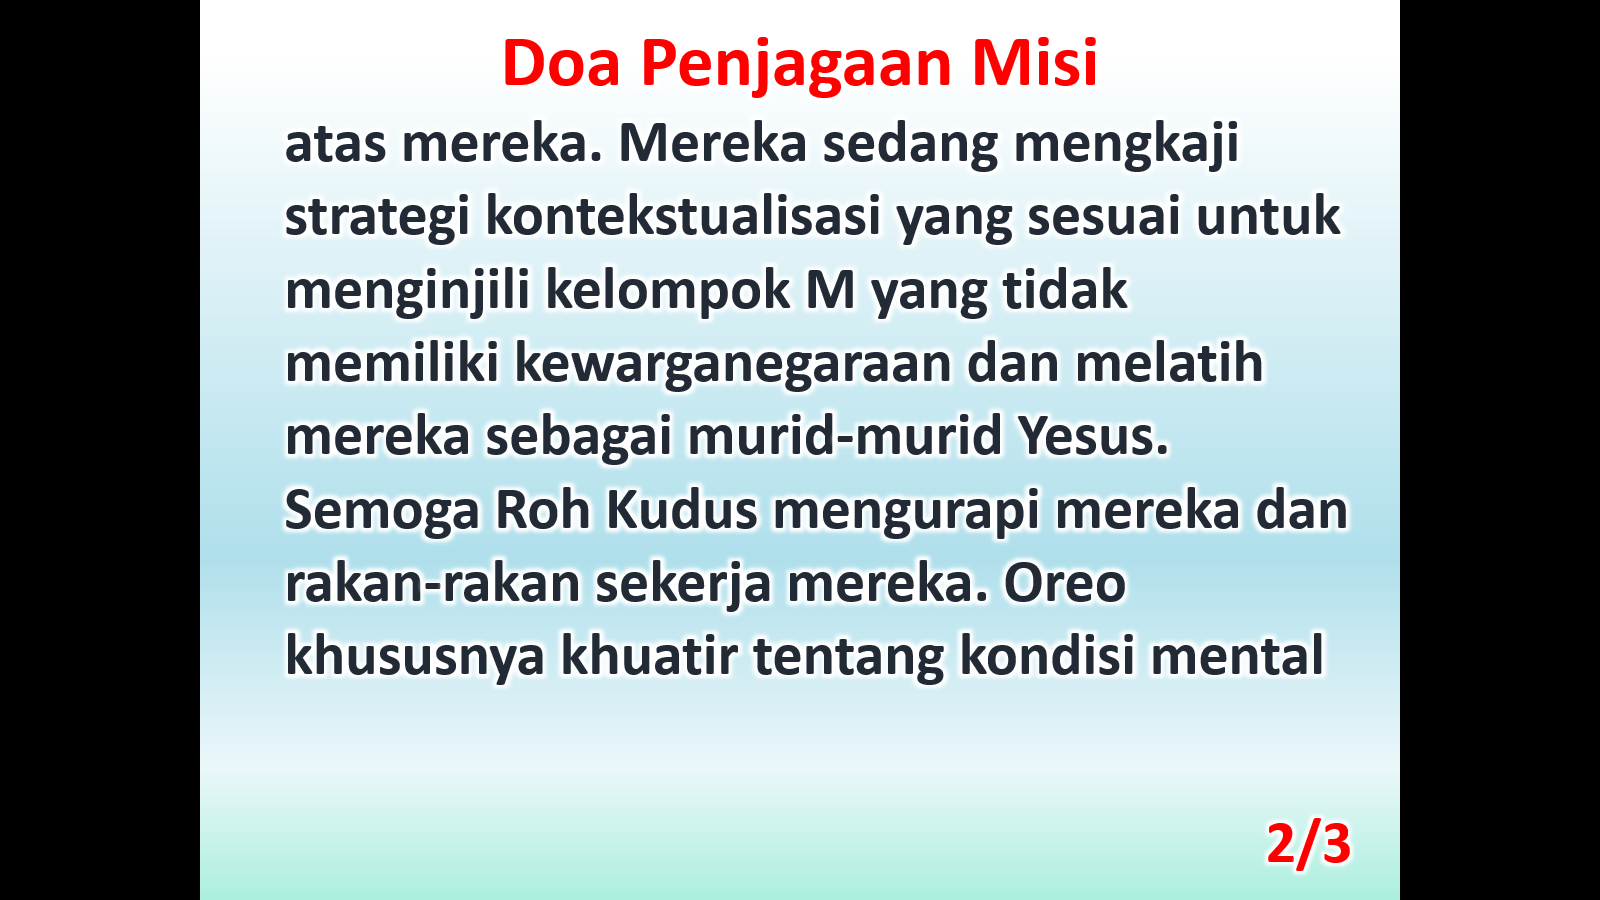 Doa Penjagaan Misi
atas mereka. Mereka sedang mengkaji
strategi kontekstualisasi yang sesuai untuk
menginjili kelompok M yang tidak
memiliki kewarganegaraan dan melatih
mereka sebagai murid-murid Yesus.
Semoga Roh Kudus mengurapi mereka dan
rakan-rakan sekerja mereka. Oreo
khususnya khuatir tentang kondisi mental
2/3